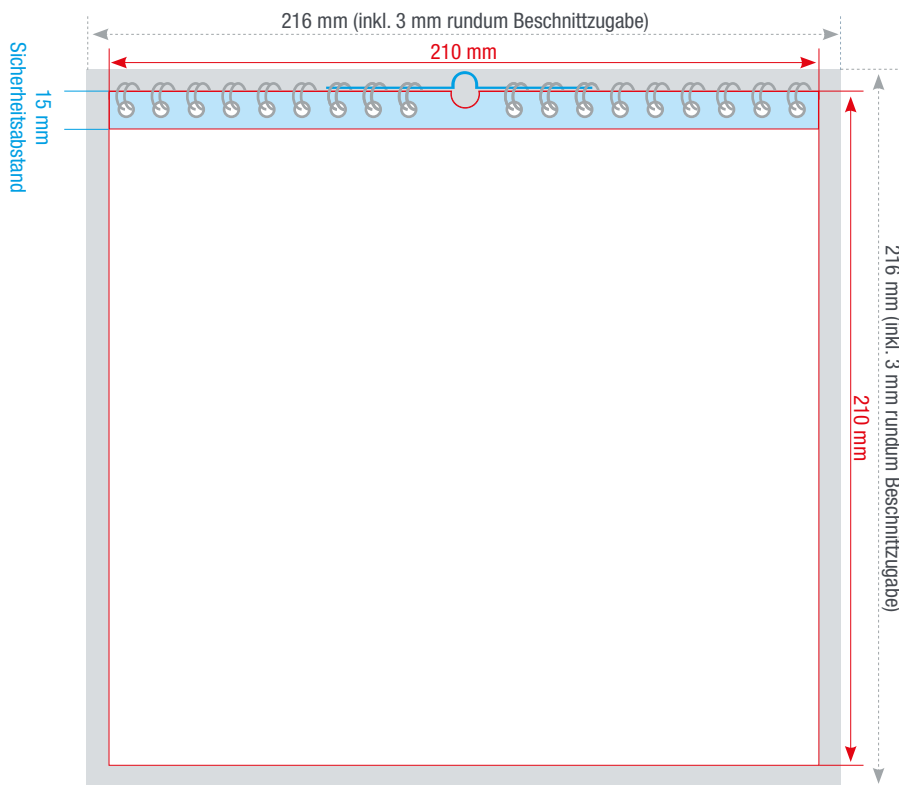 216 mm (inkl. 3 mm rundum Beschnittzugabe)
210 mm
15 mm
Sicherheitsabstand
210 mm
216 mm (inkl. 3 mm rundum Beschnittzugabe)